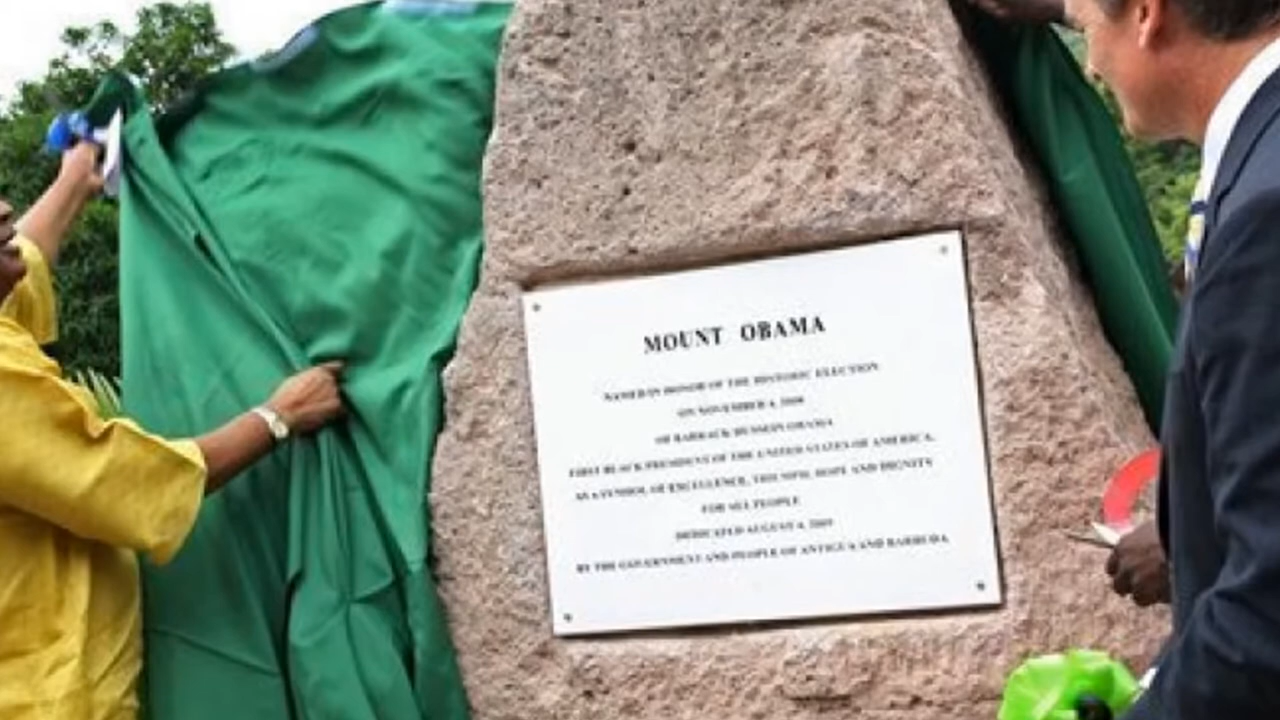 MOUNT OBAMA
NAMED IN HONOR OF THE HISTORIC ELECTION
ON NOVEMBER 4, 2008
OF BARRACK HUSSEIN OBAMA
FIRST BLACK PRESIDENT OF THE UNITED STATES OF AMERICA,
AS A SYMBOL OF EXCELLENCE, TRIUMPH, HOPE AND DIGNITY
FOR ALL PEOPLE
DEDICATED AUGUST 4, 2009
BY THE GOVERNMENT AND PEOPLE OF ANTIGUA AND BARBUDA